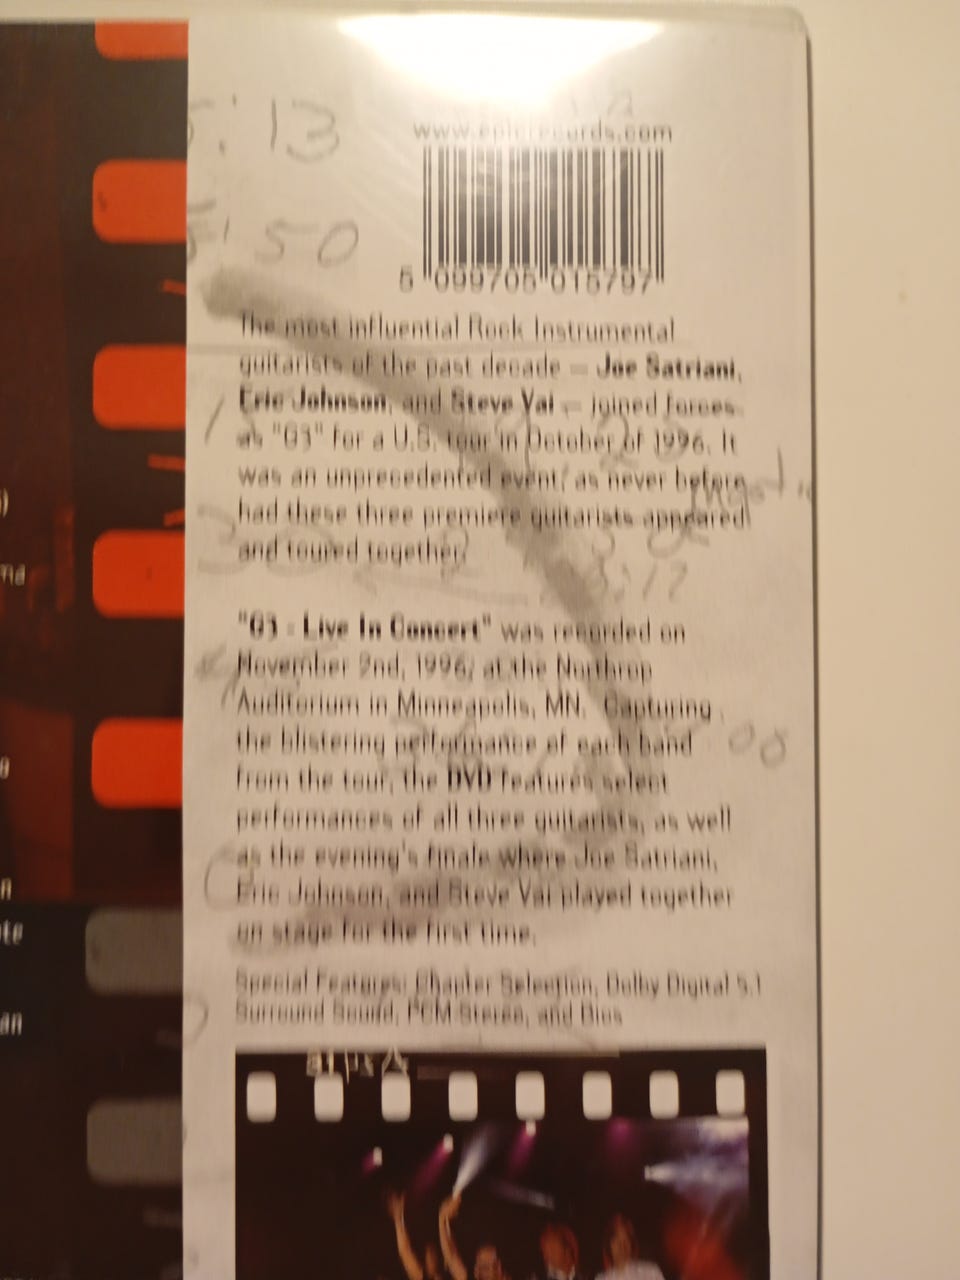 5:13
5'50
www.epicrecords.com
5 099705 015797
The most influential Rock Instrumental
guitarists of the past decade – Joe Satriani,
Eric Johnson, and Steve Vai – joined forces
as "G3" for a U.S. tour in October of 1996. It
was an unprecedented event, as never before
had these three premiere guitarists appeared
and toured together.
"G3 - Live In Concert" was recorded on
November 2nd, 1996, at the Northrop
Auditorium in Minneapolis, MN. Capturing
the blistering performance of each band
from the tour, the DVD features select
performances of all three guitarists, as well
as the evening's finale where Joe Satriani,
Eric Johnson, and Steve Vai played together
on stage for the first time.
Special Features: Chapter Selection, Dolby Digital 5.1
Surround Sound, PCM Stereo, and Bios